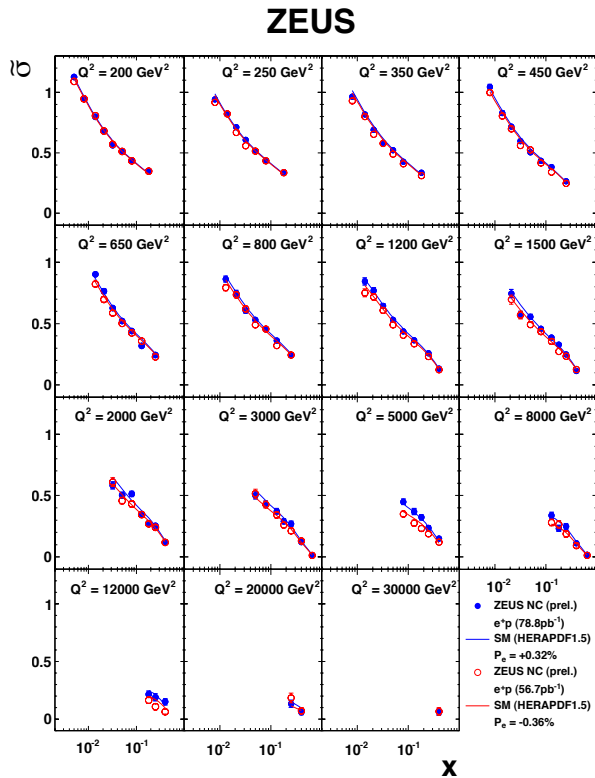 ZEUS
σ̃
Q² = 200 GeV²
Q² = 250 GeV²
Q² = 350 GeV²
Q² = 450 GeV²
1
0.5
0
Q² = 650 GeV²
Q² = 800 GeV²
Q² = 1200 GeV²
Q² = 1500 GeV²
1
0.5
0
Q² = 2000 GeV²
Q² = 3000 GeV²
Q² = 5000 GeV²
Q² = 8000 GeV²
1
0.5
0
Q² = 12000 GeV²
Q² = 20000 GeV²
Q² = 30000 GeV²
10⁻² 10⁻¹
1
0.5
0
ZEUS NC (prel.)
e⁺p (78.8pb⁻¹)
SM (HERAPDF1.5)
Pₑ = +0.32%
ZEUS NC (prel.)
e⁺p (56.7pb⁻¹)
SM (HERAPDF1.5)
Pₑ = -0.36%
10⁻² 10⁻¹ 10⁻² 10⁻¹ 10⁻² 10⁻¹
x